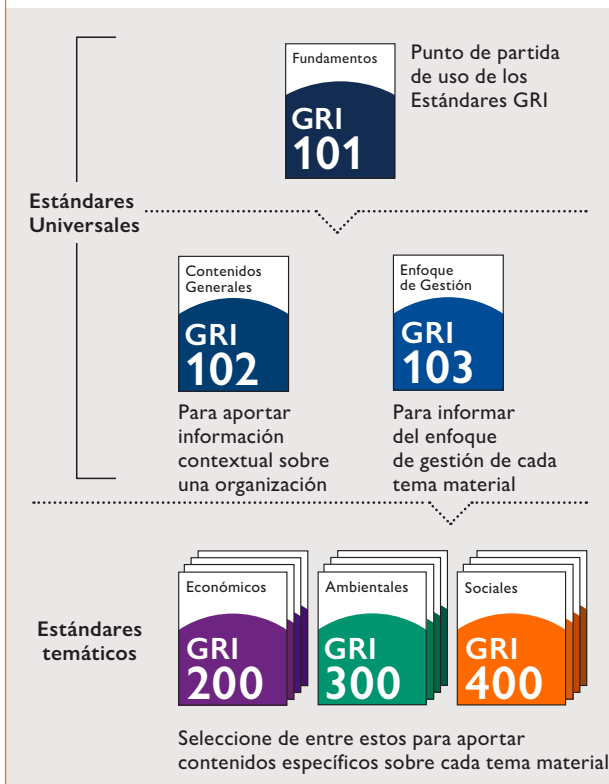 Fundamentos
GRI
101
Punto de partida
de uso de los
Estándares GRI
Estándares
Universales
Contenidos
Generales
GRI
102
Para aportar
información
contextual sobre
una organización
Enfoque
de Gestión
GRI
103
Para informar
del enfoque
de gestión de cada
tema material
Estándares
temáticos
Económicos
GRI
200
Ambientales
GRI
300
Sociales
GRI
400
Seleccione de entre estos para aportar
contenidos específicos sobre cada tema material